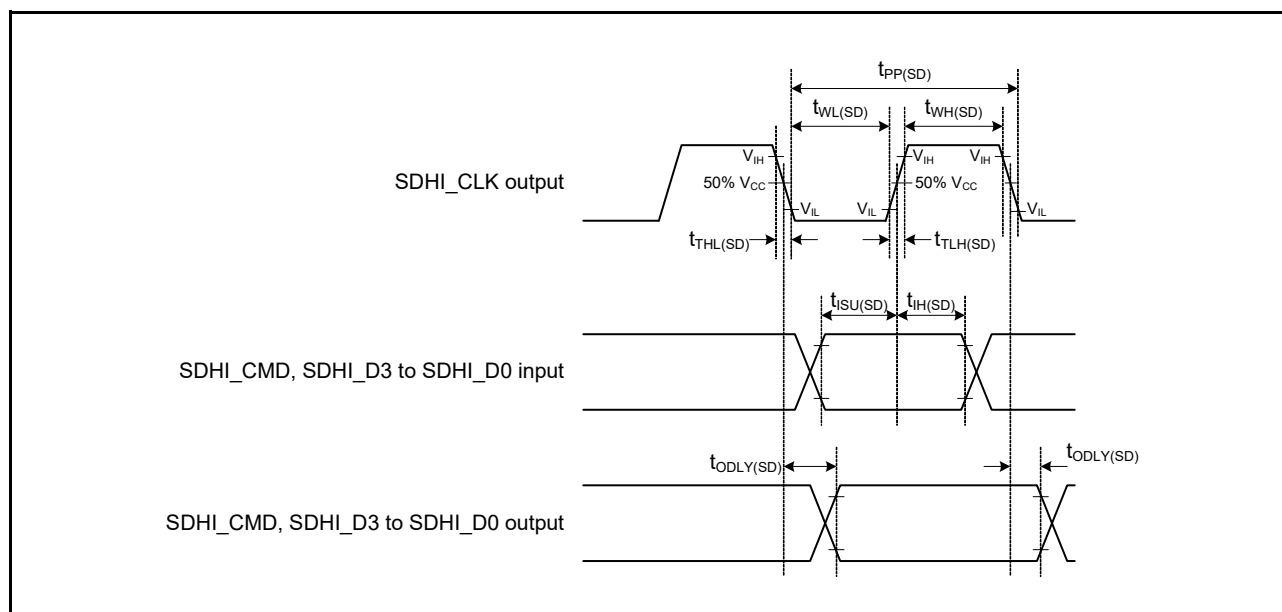 tPP(SD)
tWL(SD) tWH(SD)
VIH VIH VIH
SDHI_CLK output 50% VCC 50% VCC
VIL VIL VIL
tTHL(SD) tTLH(SD)
tISU(SD) tIH(SD)
SDHI_CMD, SDHI_D3 to SDHI_D0 input
tODLY(SD) tODLY(SD)
SDHI_CMD, SDHI_D3 to SDHI_D0 output